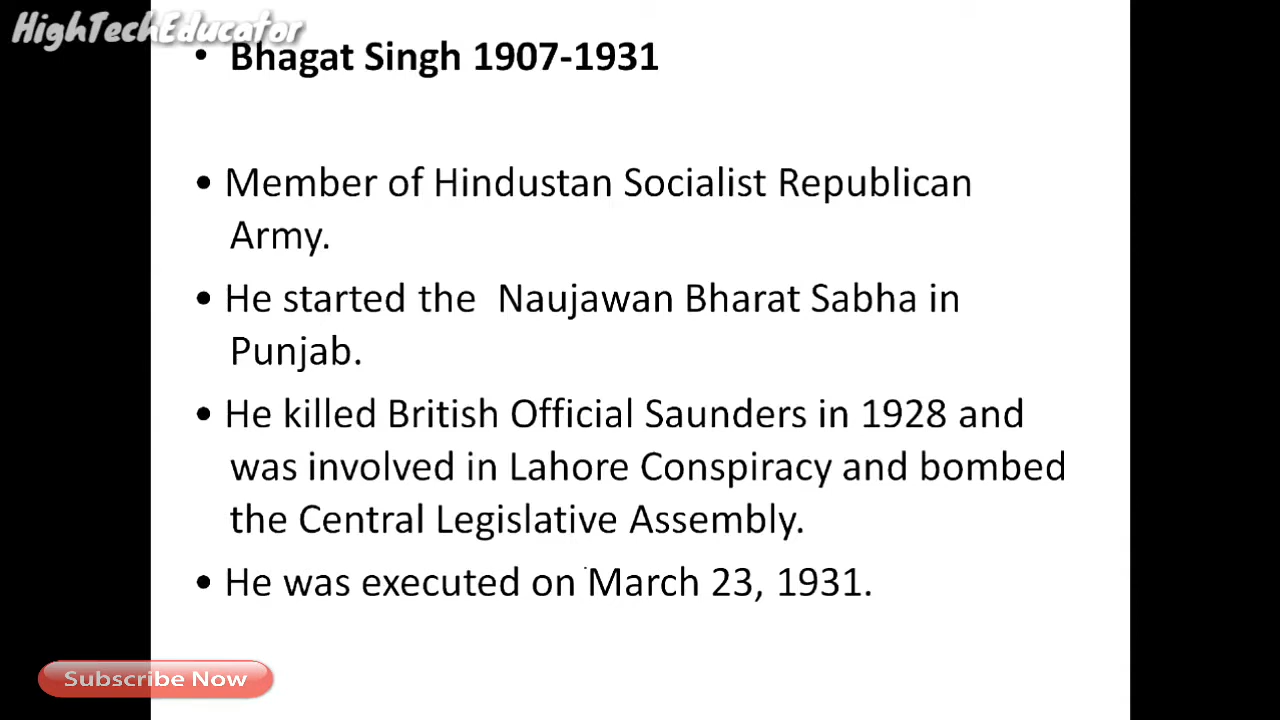 HighTechEducator
• Bhagat Singh 1907-1931
• Member of Hindustan Socialist Republican
Army.
• He started the Naujawan Bharat Sabha in
Punjab.
• He killed British Official Saunders in 1928 and
was involved in Lahore Conspiracy and bombed
the Central Legislative Assembly.
• He was executed on March 23, 1931.
Subscribe Now